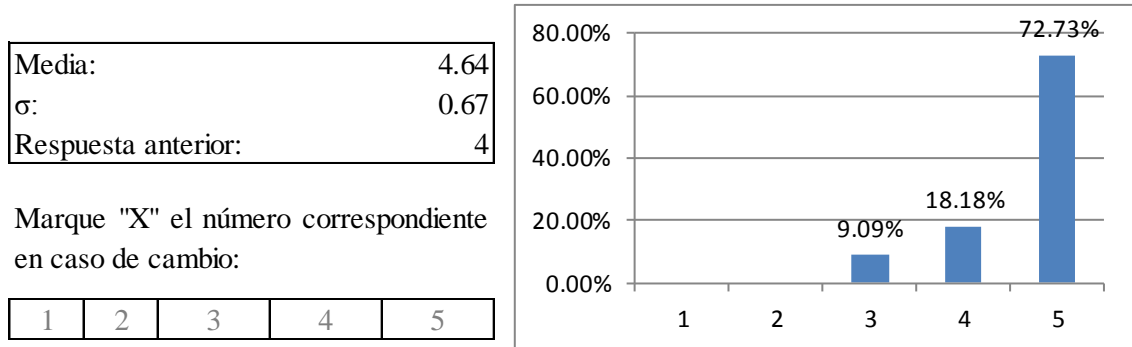 Media: 4.64
σ: 0.67
Respuesta anterior: 4
Marque "X" el número correspondiente
en caso de cambio:
1 2 3 4 5
80.00%
60.00%
40.00%
20.00%
0.00%
9.09%
18.18%
72.73%
1 2 3 4 5